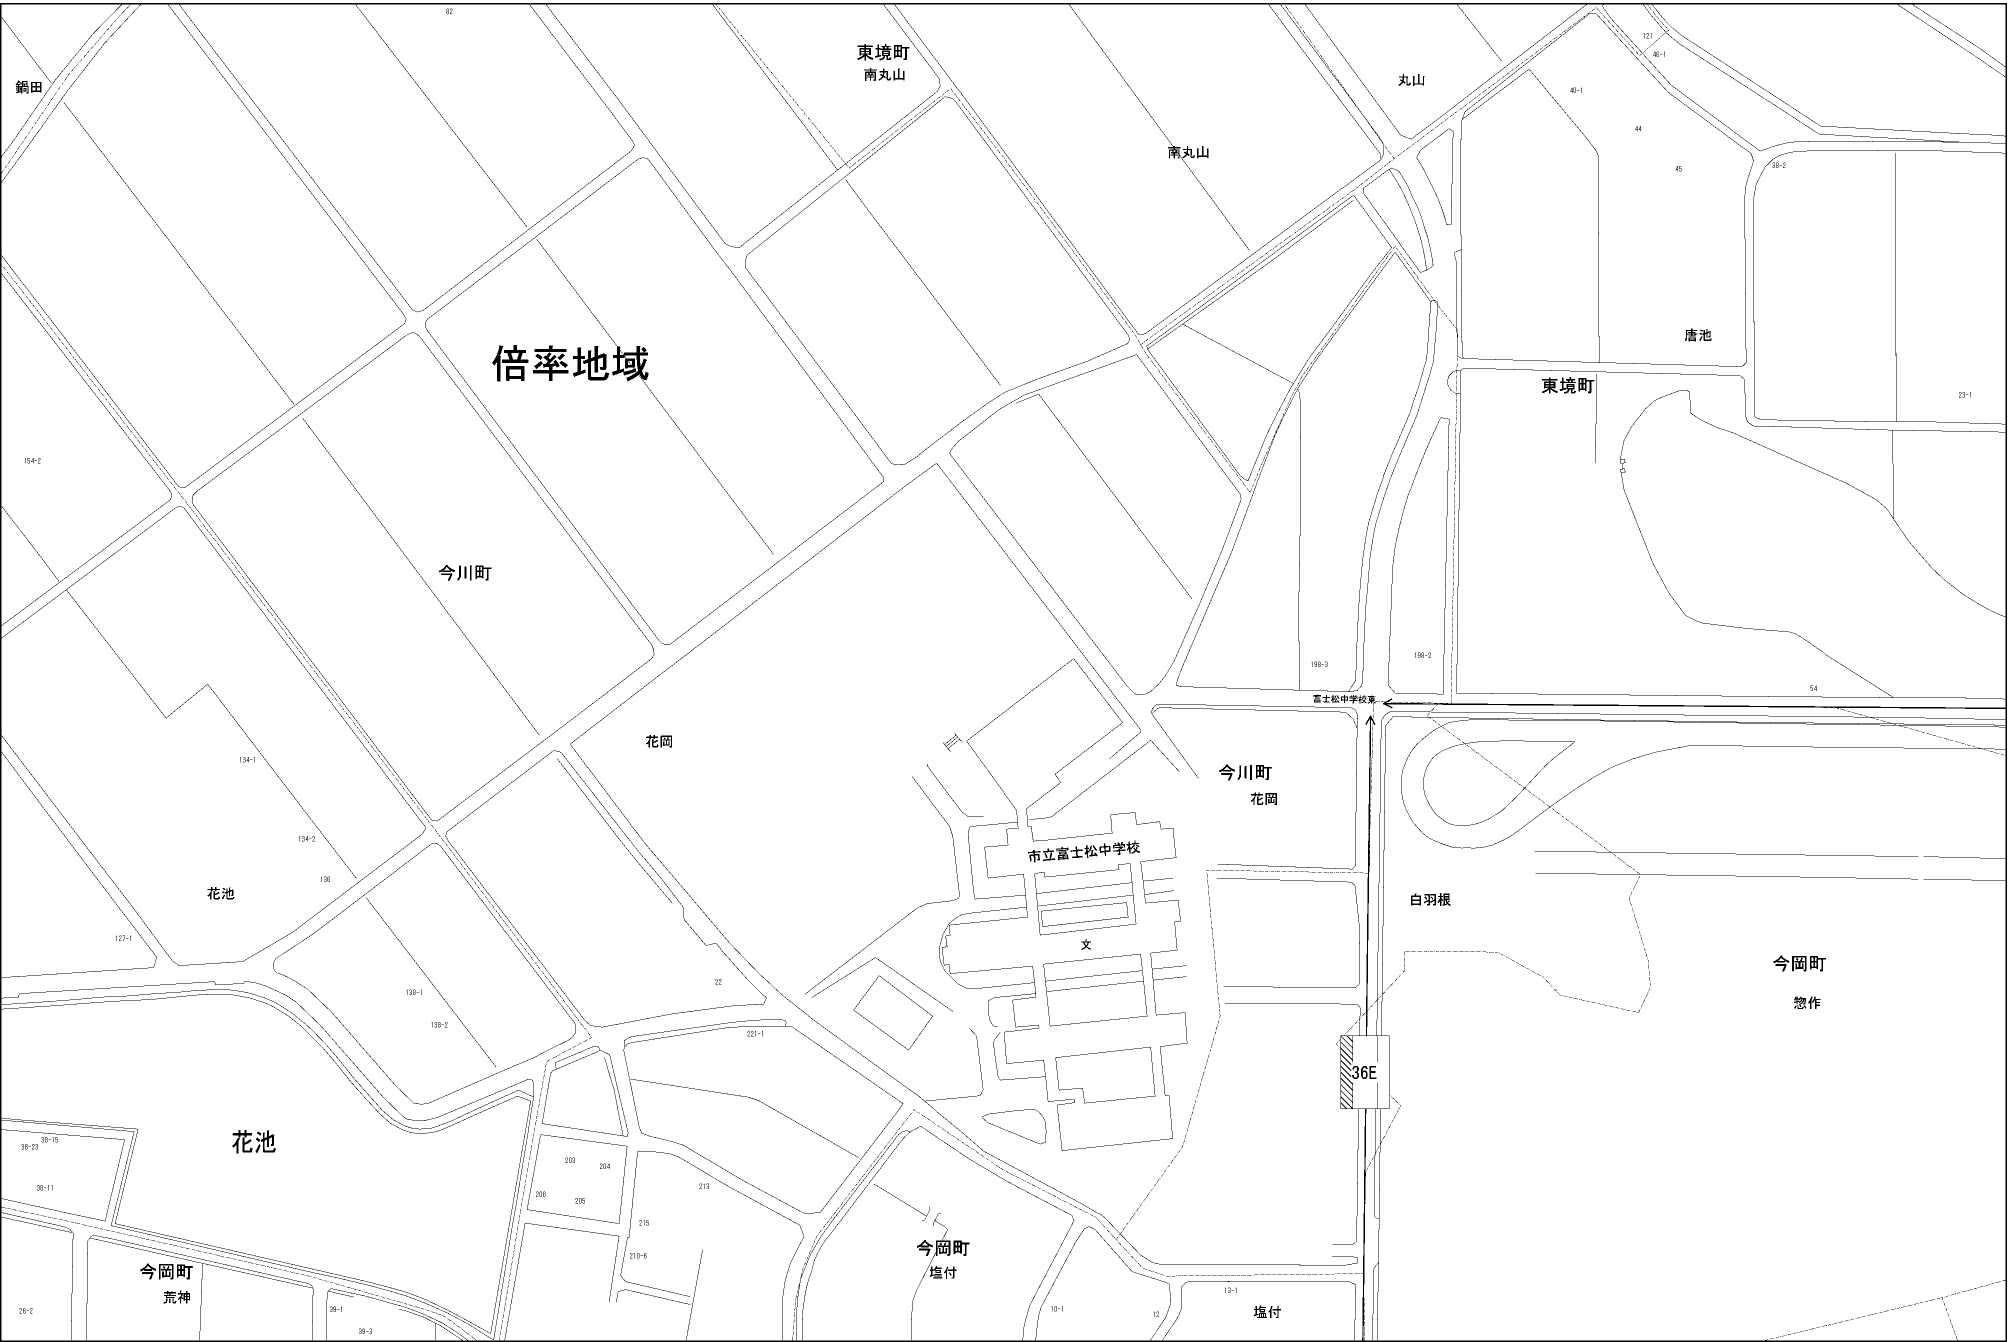 92
東境町
南丸山
121
46-1
丸山
鍋田
40-1
44
南丸山
45
38-2
唐池
倍率地域
東境町
23-1
154-2
今川町
198-2
198-3
54
富士松中学校東
花岡
134-1
今川町
花岡
134-2
市立富士松中学校
136
花池
白羽根
127-1
文
今岡町
22
138-1
惣作
138-2
221-1
36E
花池
38-15
38-23
203
204
38-11
213
206
205
215
今岡町
塩付
210-6
今岡町
荒神
13-1
26-2
39-1
10-1
12
塩付
39-3